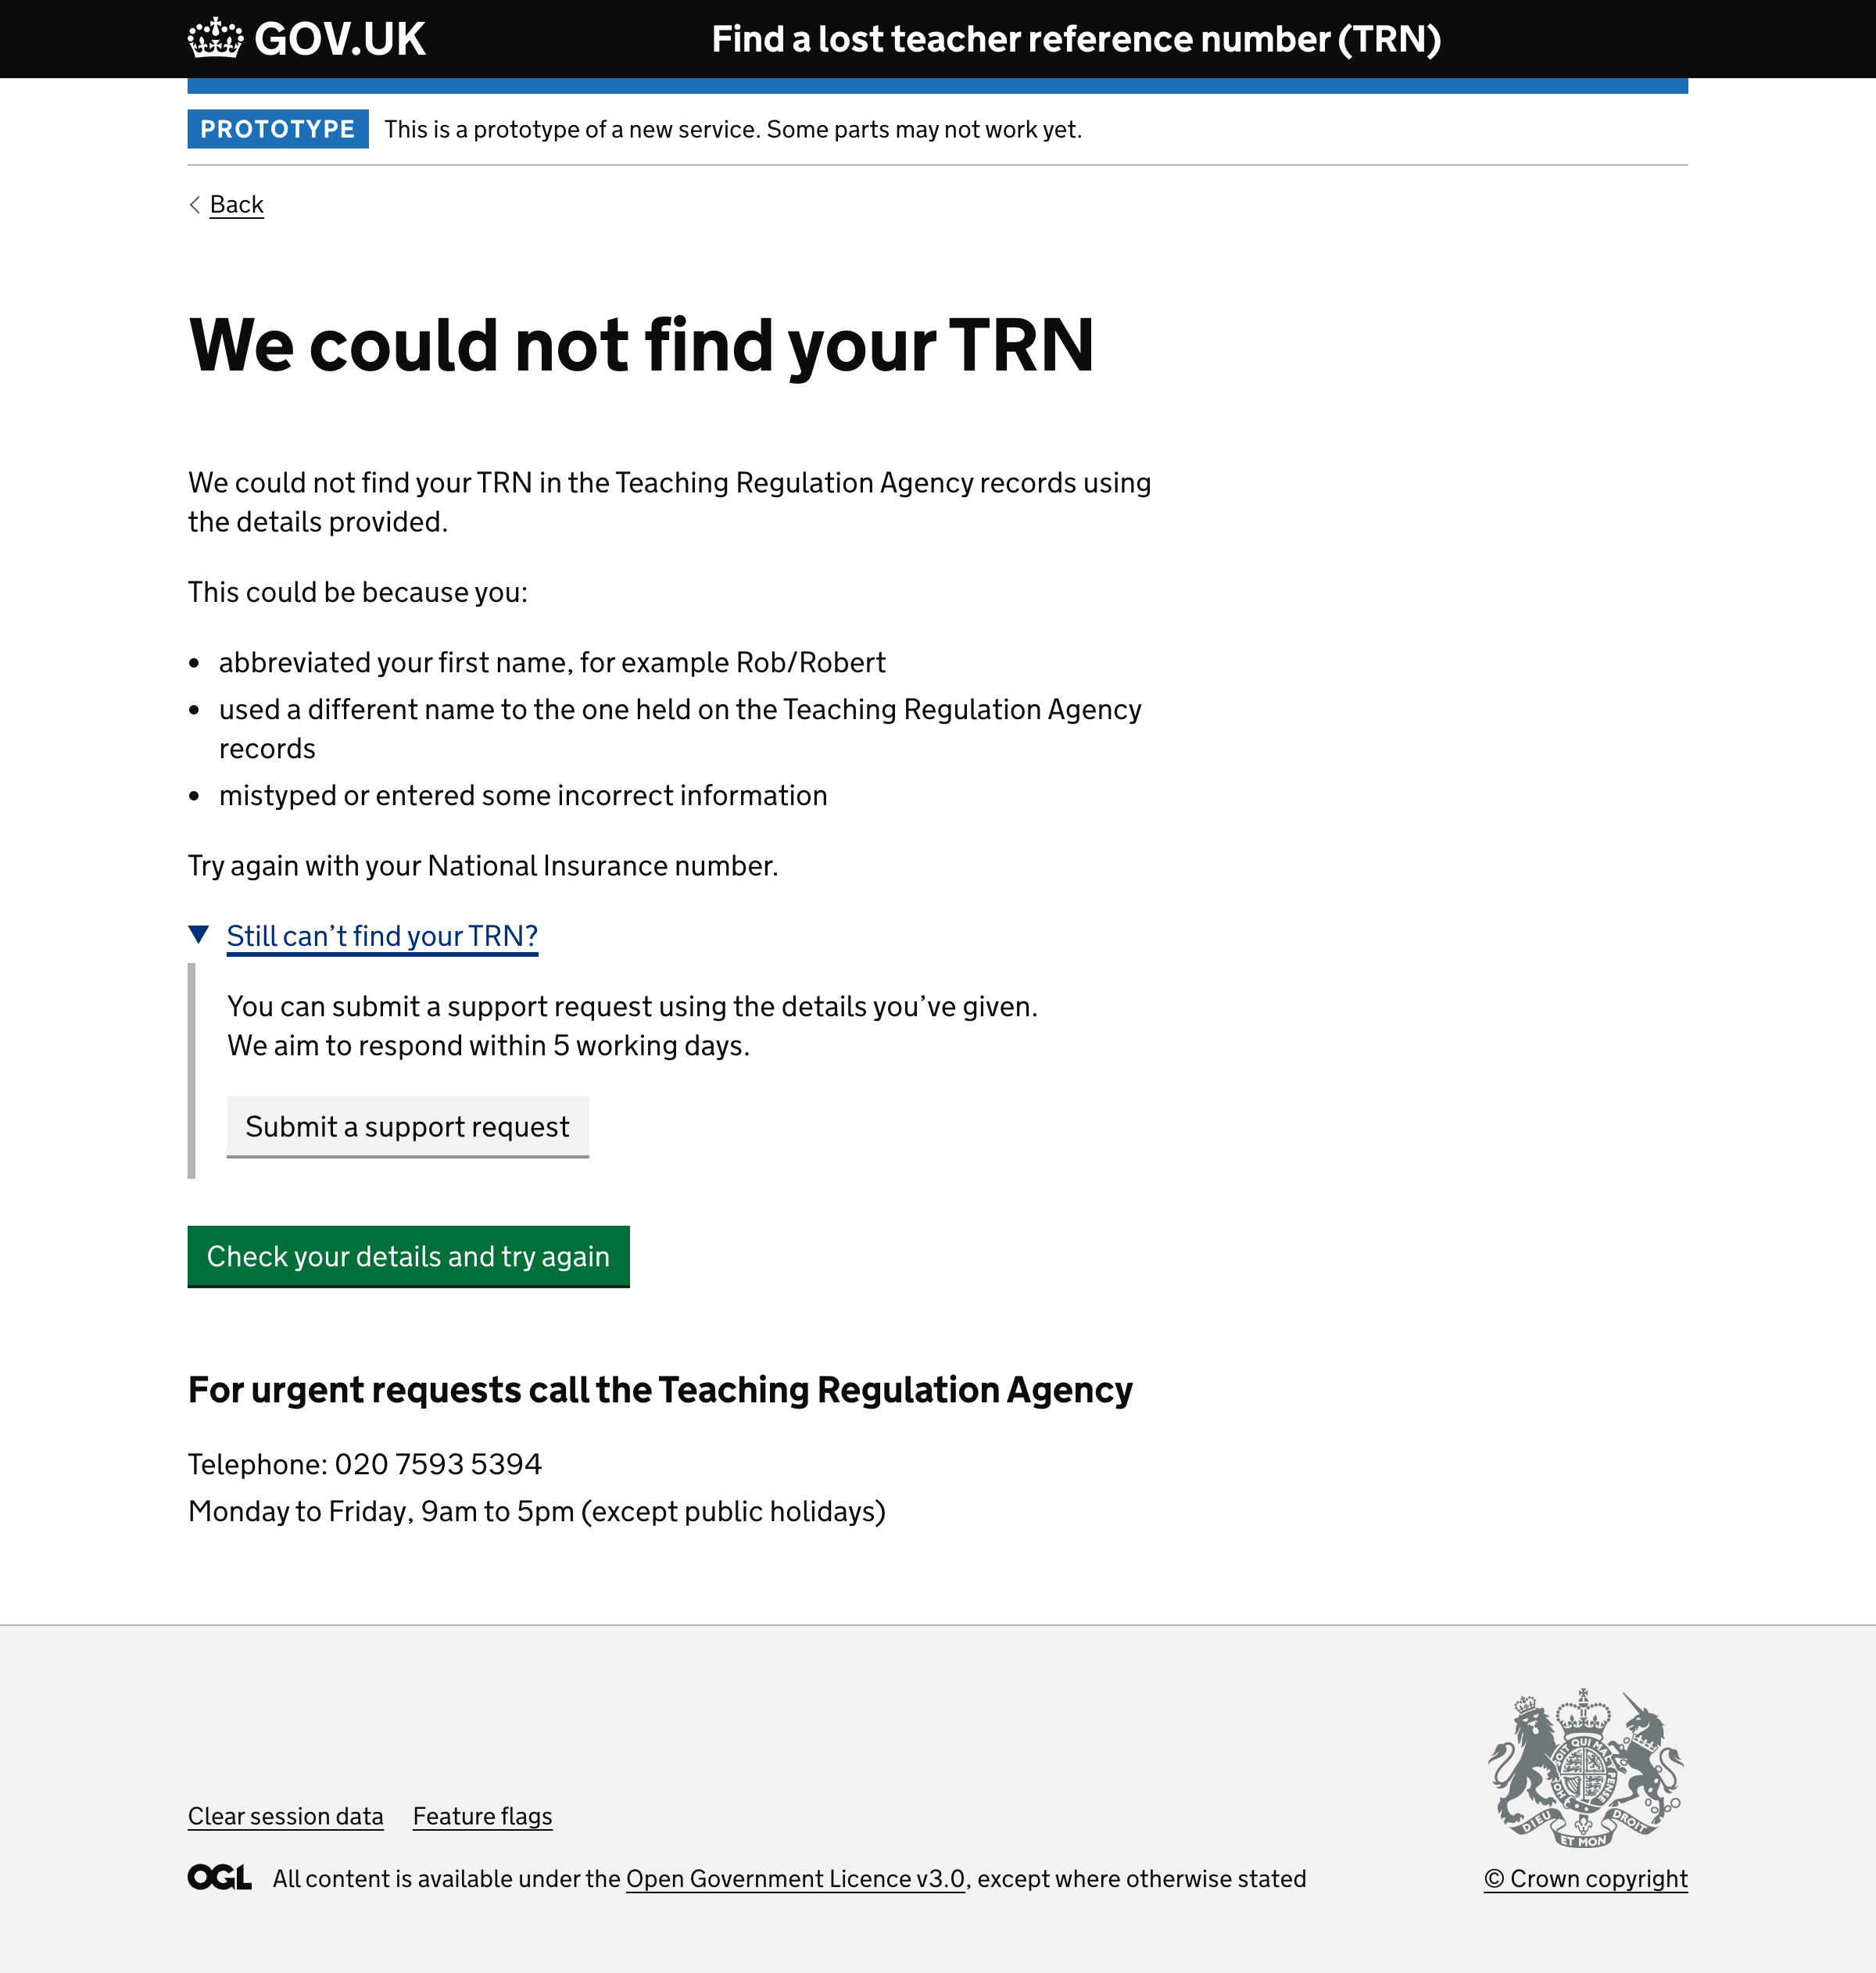 GOV.UK
Find a lost teacher reference number (TRN)
PROTOTYPE
This is a prototype of a new service. Some parts may not work yet.
Back
We could not find your TRN
We could not find your TRN in the Teaching Regulation Agency records using
the details provided.
This could be because you:
• abbreviated your first name, for example Rob/Robert
• used a different name to the one held on the Teaching Regulation Agency
records
• mistyped or entered some incorrect information
Try again with your National Insurance number.
Still can’t find your TRN?
You can submit a support request using the details you’ve given.
We aim to respond within 5 working days.
Submit a support request
Check your details and try again
For urgent requests call the Teaching Regulation Agency
Telephone: 020 7593 5394
Monday to Friday, 9am to 5pm (except public holidays)
SOIT QUI MAL
PENSE
HO
DIEU
ET MON
DROIT
Clear session data Feature flags
OGL All content is available under the Open Government Licence v3.0, except where otherwise stated
© Crown copyright